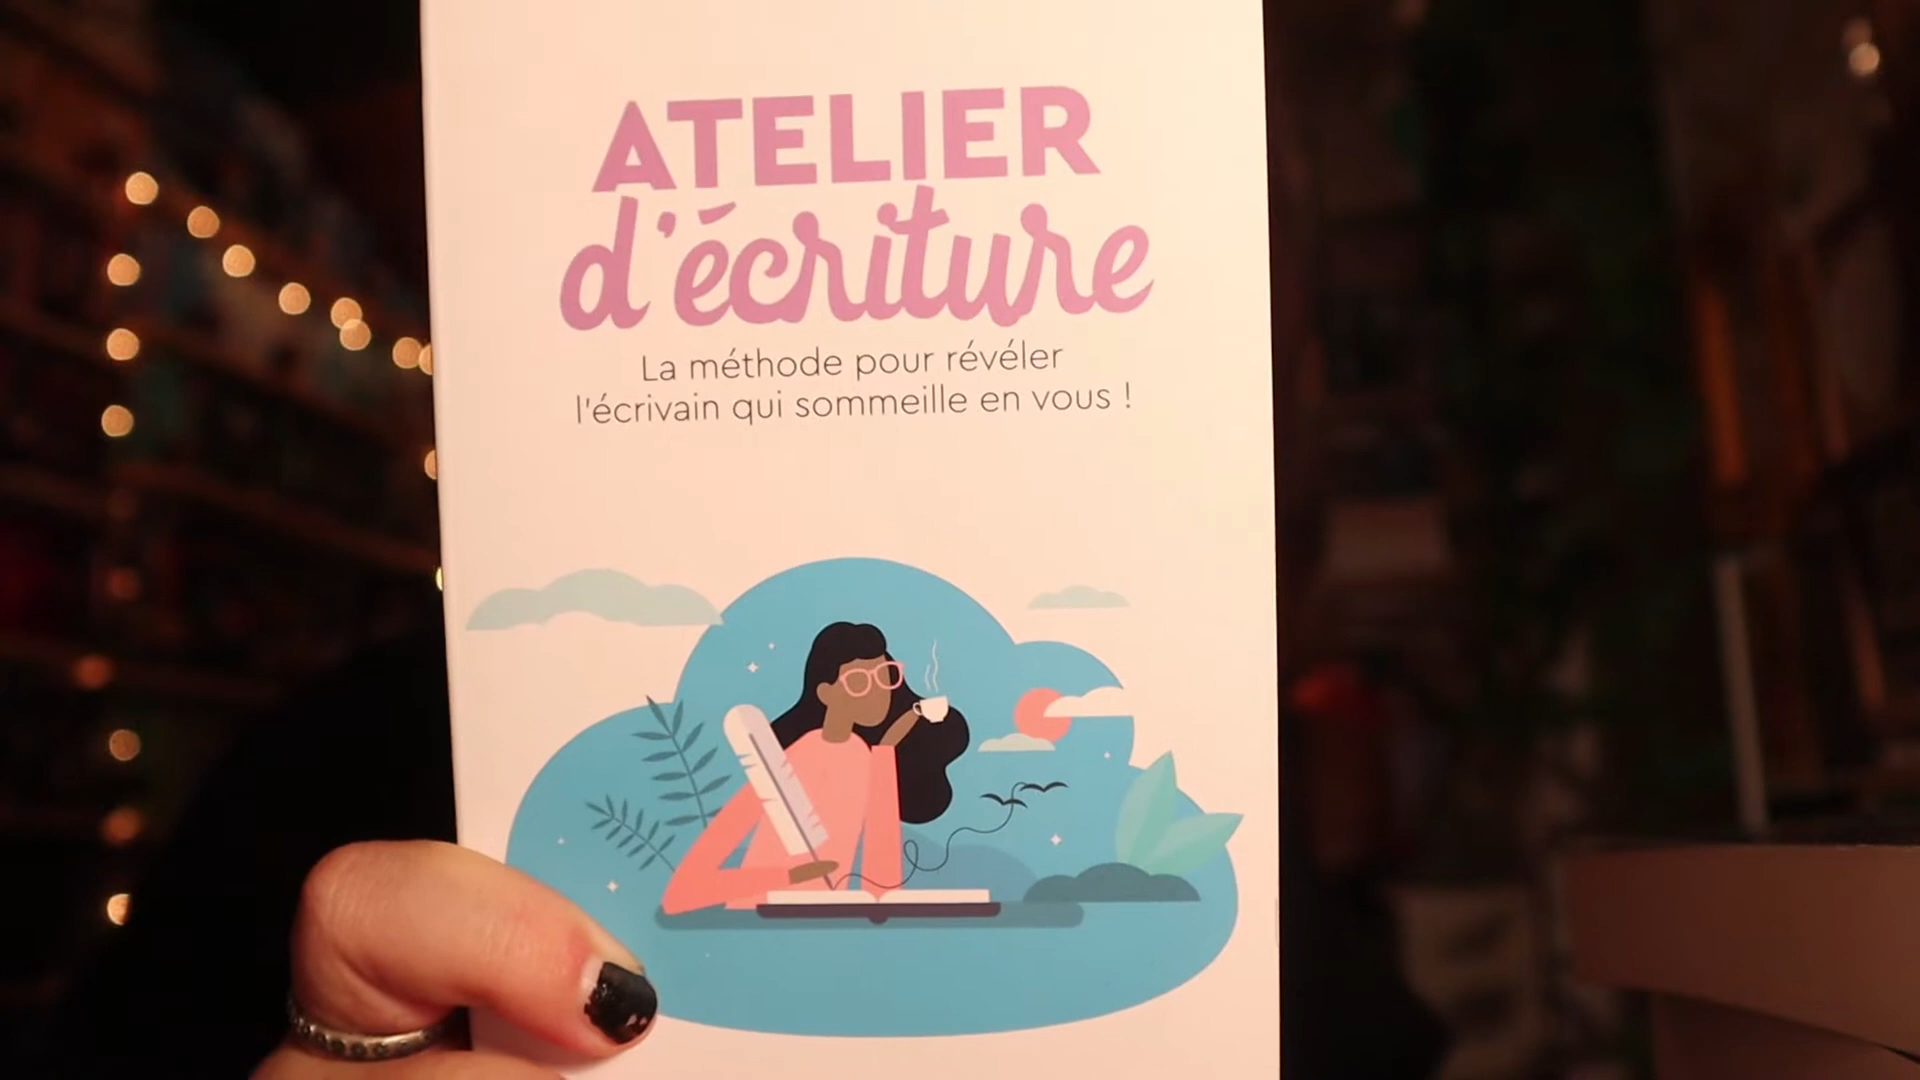 ATELIER
d'écriture
La méthode pour révéler
l'écrivain qui sommeille en vous !